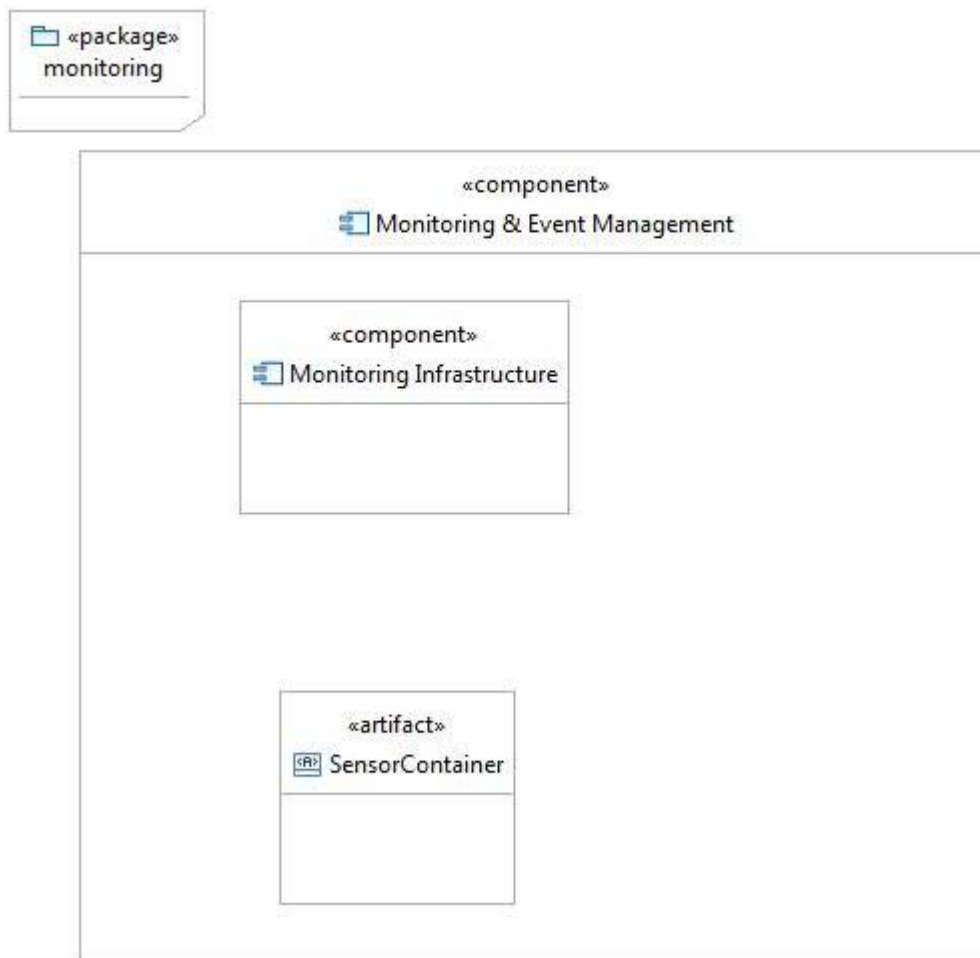 «package»
monitoring
«component»
Monitoring & Event Management
«component»
Monitoring Infrastructure
«artifact»
<A> SensorContainer